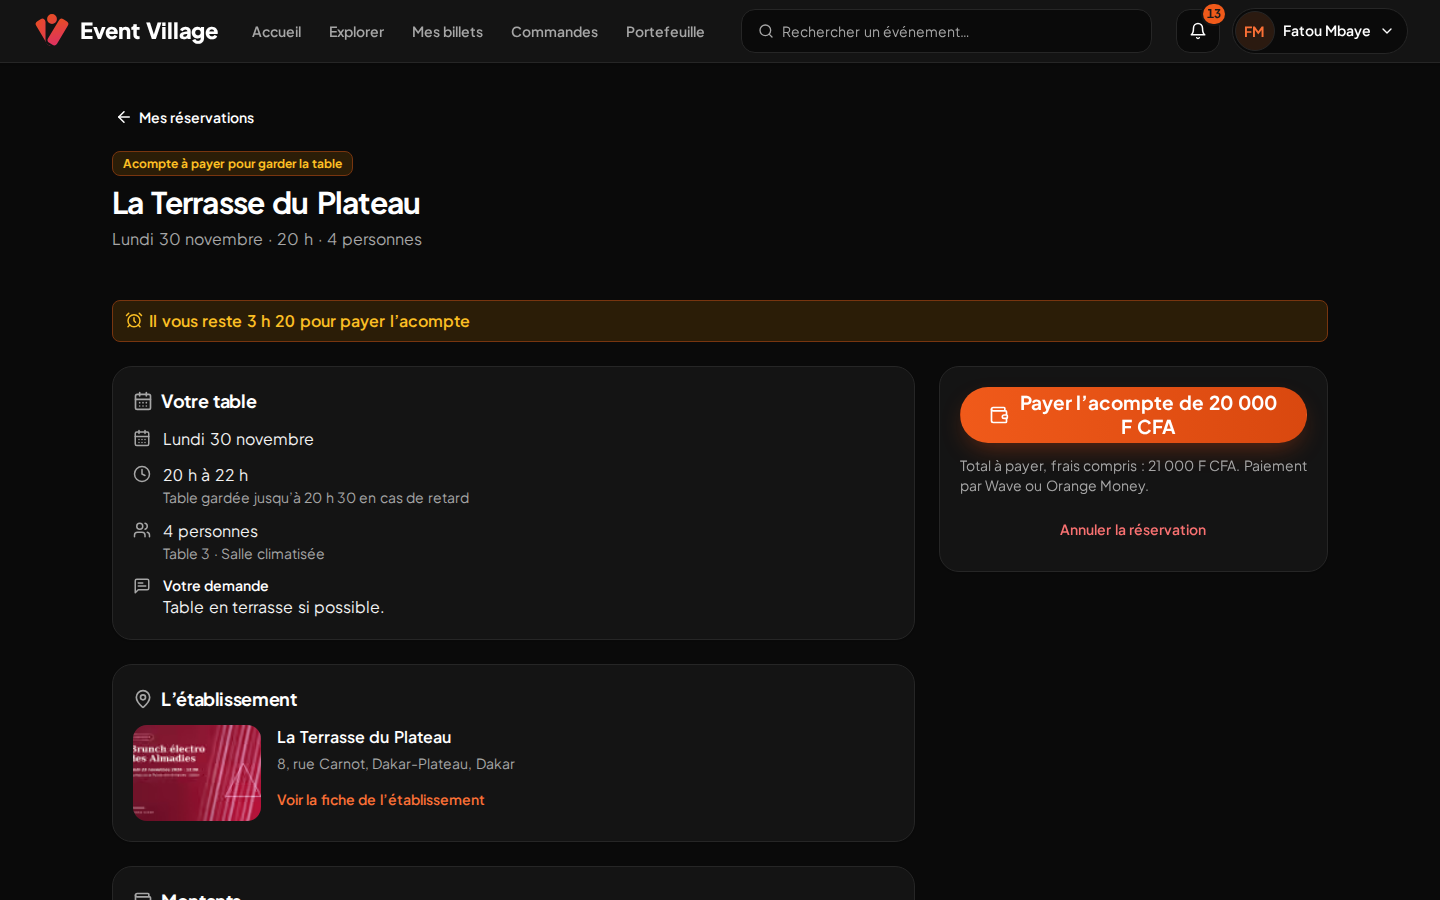 Event Village
Accueil
Explorer
Mes billets
Commandes
Portefeuille
Rechercher un événement...
13
FM
Fatou Mbaye
Mes réservations
Acompte à payer pour garder la table
La Terrasse du Plateau
Lundi 30 novembre · 20 h · 4 personnes
Il vous reste 3 h 20 pour payer l’acompte
Votre table
Lundi 30 novembre
20 h à 22 h
Table gardée jusqu’à 20 h 30 en cas de retard
4 personnes
Table 3 · Salle climatisée
Votre demande
Table en terrasse si possible.
Payer l’acompte de 20 000
F CFA
Total à payer, frais compris : 21 000 F CFA. Paiement
par Wave ou Orange Money.
Annuler la réservation
L’établissement
Brunch électro
des Almadies
La Terrasse du Plateau
8, rue Carnot, Dakar-Plateau, Dakar
Voir la fiche de l’établissement
Montants